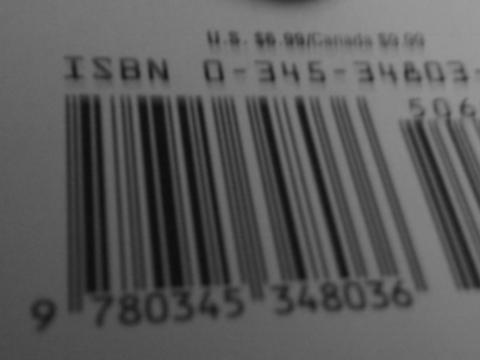 U.S. $6.99/Canada $9.99
ISBN 0-345-34803-
506
9 780345 348036